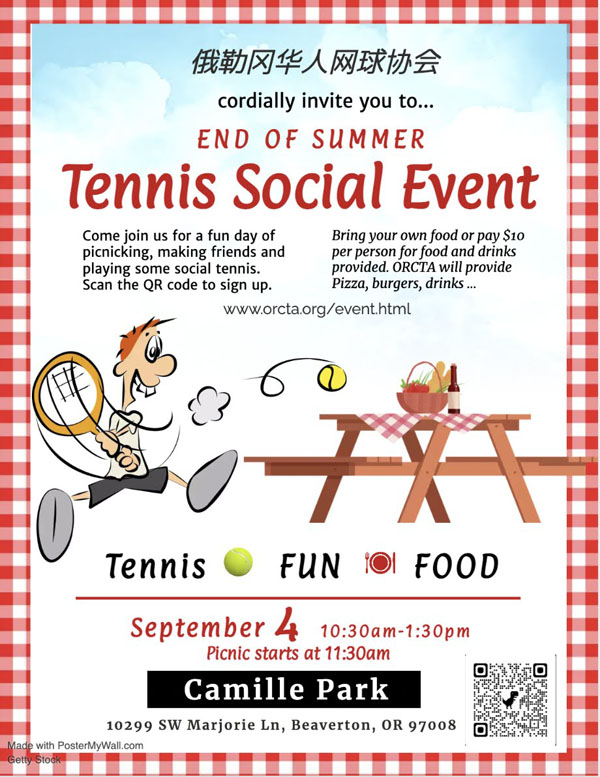 俄勒冈华人网球协会
cordially invite you to...
END OF SUMMER
Tennis Social Event
Come join us for a fun day of
picnicking, making friends and
playing some social tennis.
Scan the QR code to sign up.
Bring your own food or pay $10
per person for food and drinks
provided. ORCTA will provide
Pizza, burgers, drinks ...
www.orcta.org/event.html
Tennis FUN FOOD
September 4 10:30am-1:30pm
Picnic starts at 11:30am
Camille Park
10299 SW Marjorie Ln, Beaverton, OR 97008
Made with PosterMyWall.com
Getty Stock